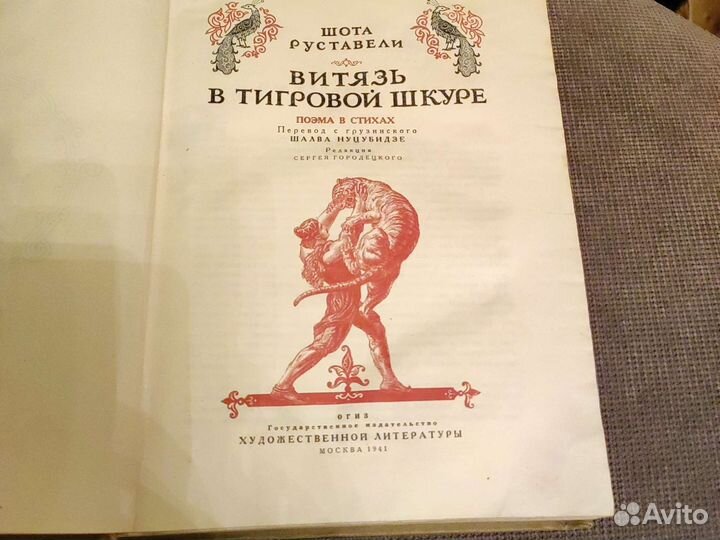 ШОТА
РУСТАВЕЛИ
ВИТЯЗЬ
В ТИГРОВОЙ ШКУРЕ
ПОЭМА В СТИХАХ
Перевод с грузинского
ШАЛВА НУЦУБИДЗЕ
Редакция
СЕРГЕЯ ГОРОДЕЦКОГО
ОГИЗ
Государственное издательство
ХУДОЖЕСТВЕННОЙ ЛИТЕРАТУРЫ
МОСКВА 1941
Avito